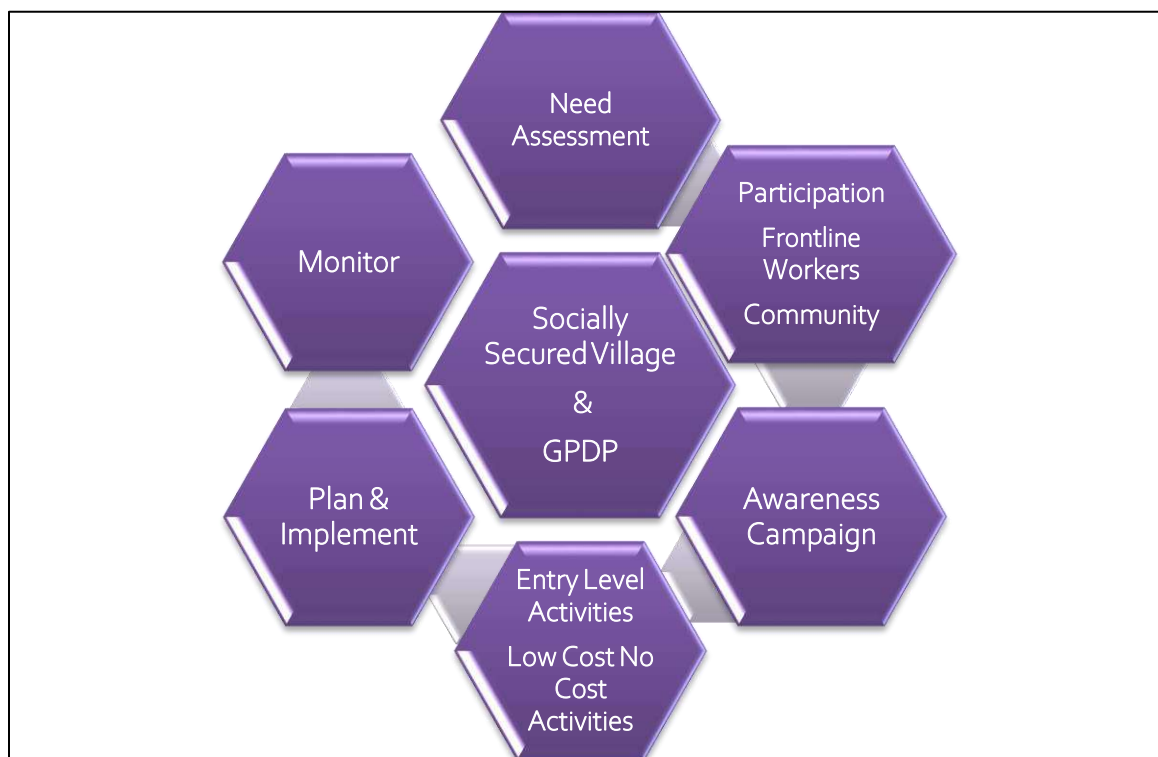 Need
Assessment
Participation
Frontline
Workers
Community
Monitor
Socially
Secured Village
&
GPDP
Awareness
Campaign
Plan &
Implement
Entry Level
Activities
Low Cost No
Cost
Activities